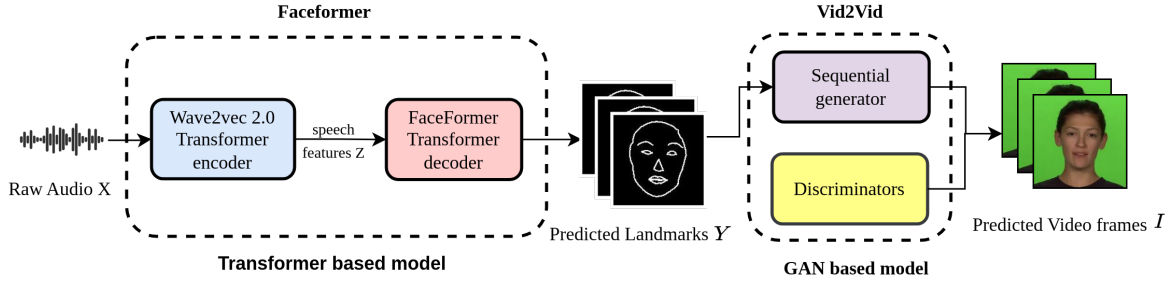 Faceformer
Vid2Vid
Raw Audio X
Wave2vec 2.0
Transformer
encoder
speech
features Z
FaceFormer
Transformer
decoder
Predicted Landmarks Y
Sequential
generator
Discriminators
Predicted Video frames I
Transformer based model
GAN based model